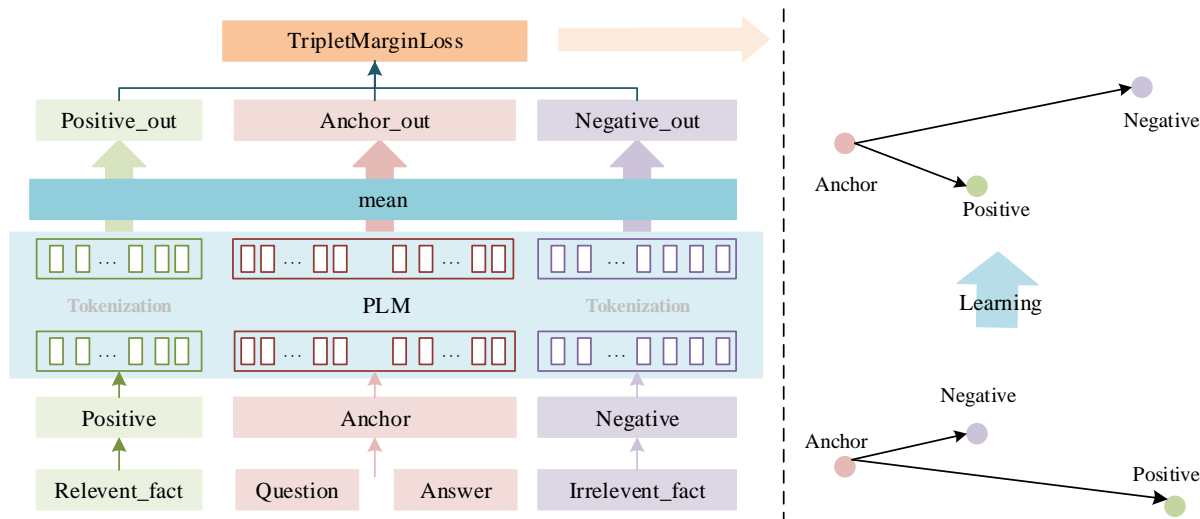 TripletMarginLoss
Positive_out
Anchor_out
Negative_out
mean
...
... ...
...
Tokenization
PLM
Tokenization
...
... ...
...
Positive
Anchor
Negative
Relevent_fact
Question
Answer
Irrelevent_fact
Negative
Anchor
Positive
Learning
Negative
Anchor
Positive